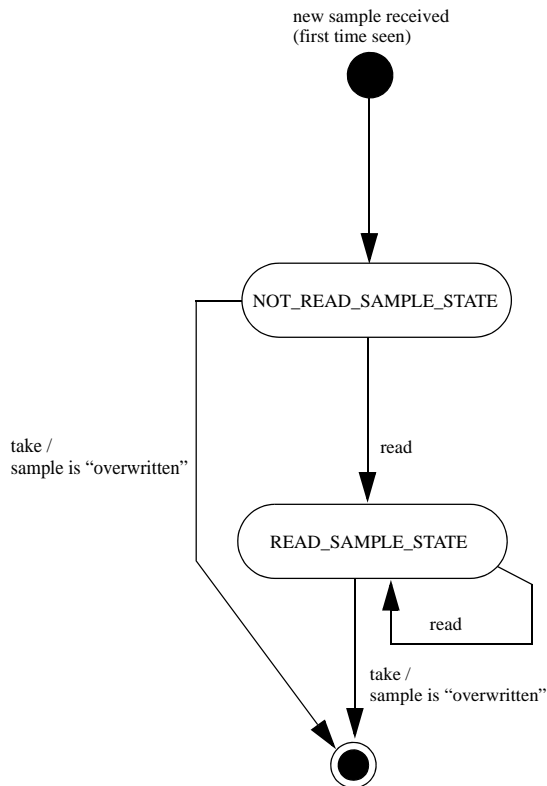 new sample received
(first time seen)
NOT_READ_SAMPLE_STATE
take /
sample is “overwritten”
read
READ_SAMPLE_STATE
read
take /
sample is “overwritten”